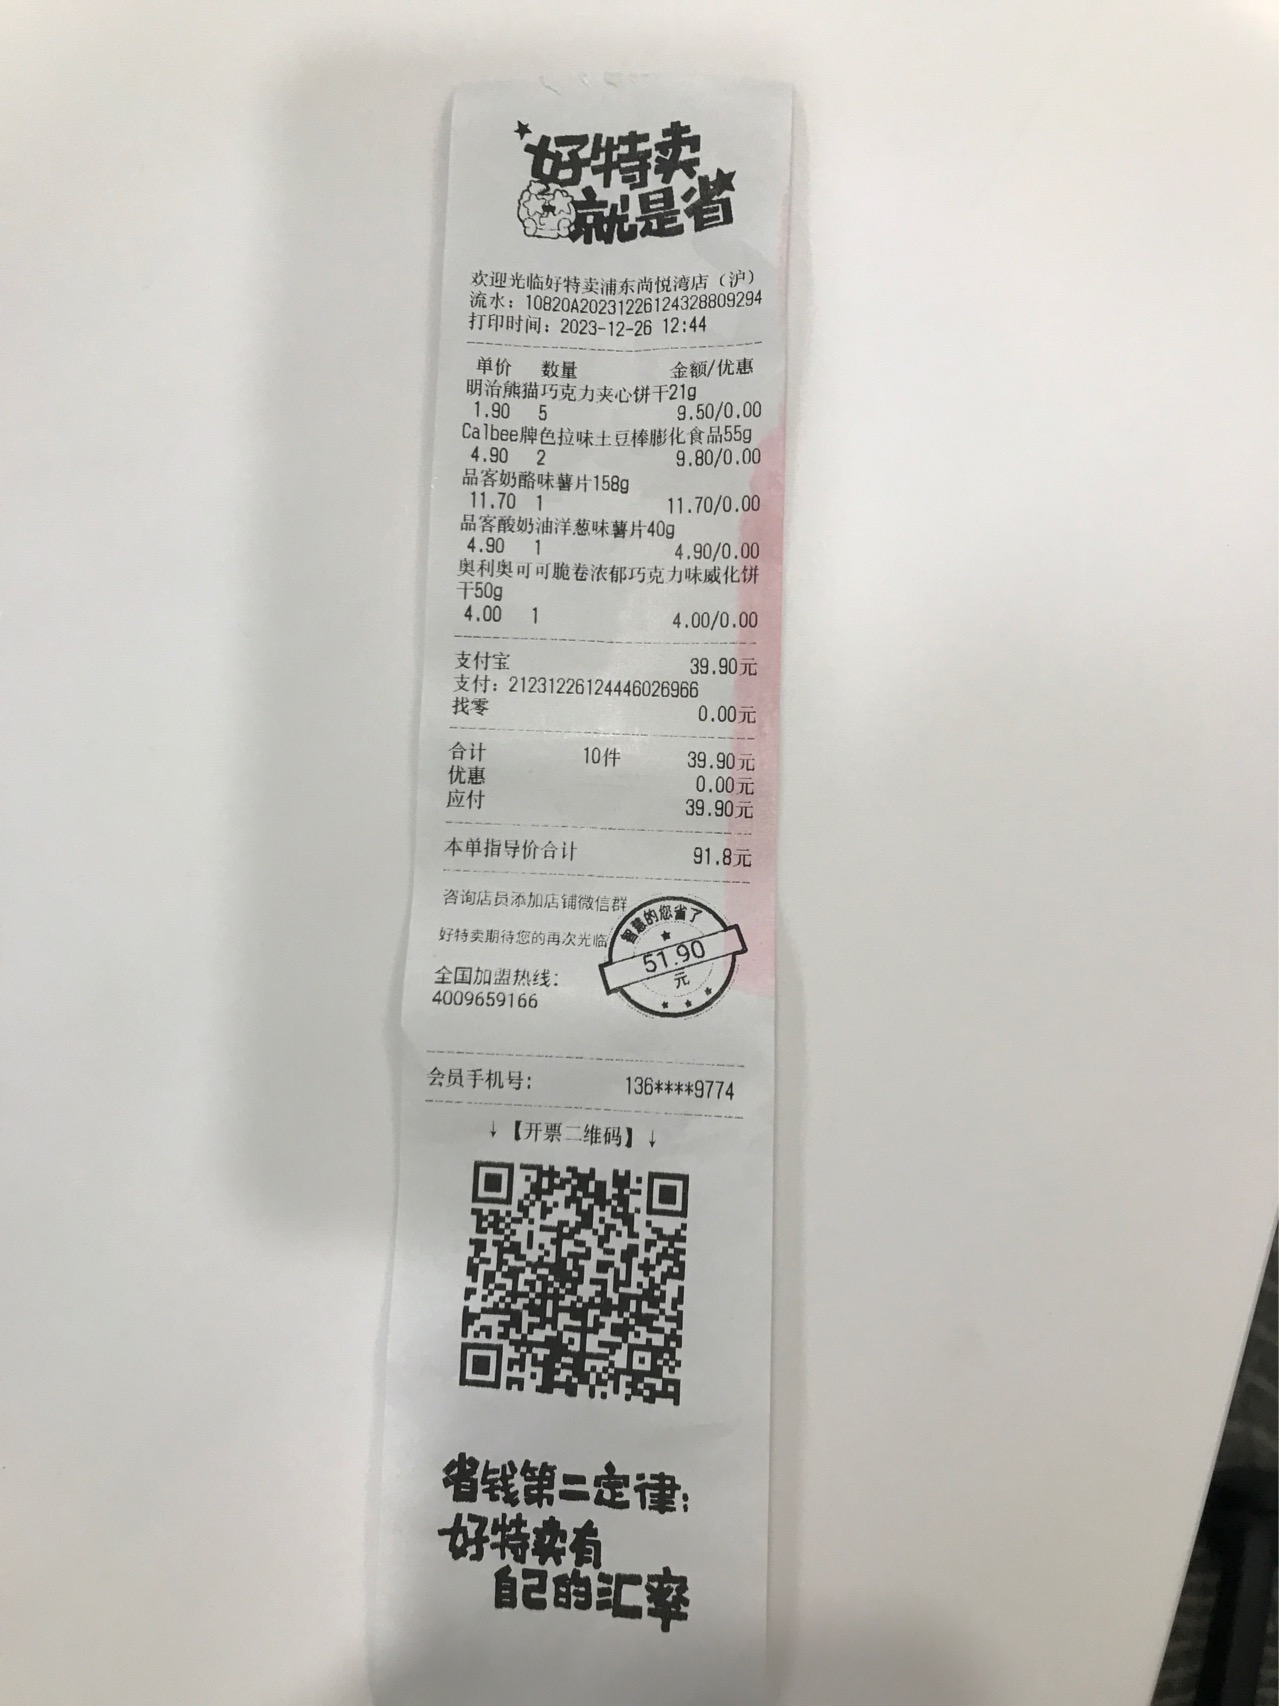 好特卖
就是省
欢迎光临好特卖浦东尚悦湾店（沪）
流水：10820A20231226124328809294
打印时间：2023-12-26 12:44
单价 数量 金额/优惠
明治熊猫巧克力夹心饼干21g
1.90 5 9.50/0.00
Calbee牌色拉味土豆棒膨化食品55g
4.90 2 9.80/0.00
品客奶酪味薯片158g
11.70 1 11.70/0.00
品客酸奶油洋葱味薯片40g
4.90 1 4.90/0.00
奥利奥可可脆卷浓郁巧克力味威化饼
干50g
4.00 1 4.00/0.00
支付宝 39.90元
支付：21231226124446026966
找零 0.00元
合计 10件 39.90元
优惠 0.00元
应付 39.90元
本单指导价合计 91.8元
咨询店员添加店铺微信群
好特卖期待您的再次光临
智慧的您省了
51.90
元
全国加盟热线：
4009659166
会员手机号： 136****9774
↓【开票二维码】↓
省钱第二定律：
好特卖有
自己的汇率